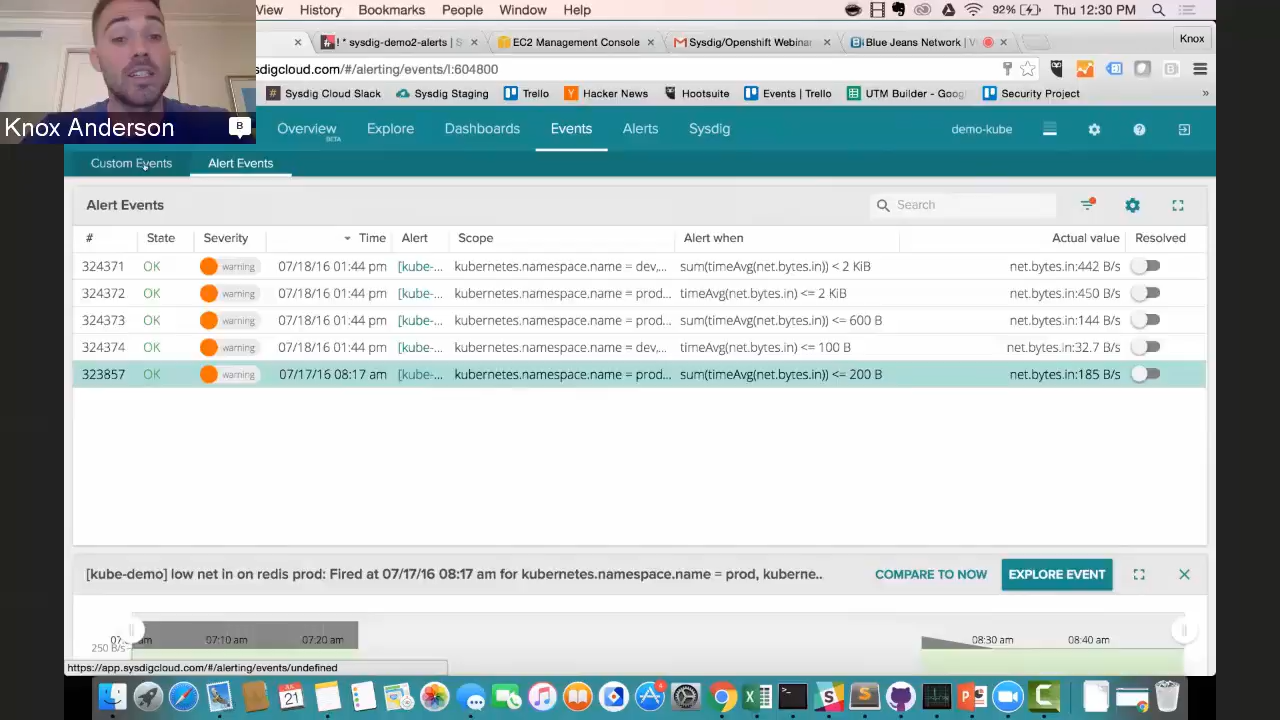 View History Bookmarks People Window Help 92% Thu 12:30 PM
! * sysdig-demo2-alerts | S EC2 Management Console Sysdig/Openshift Webinar Blue Jeans Network | Knox
sdigcloud.com/#/alerting/events/l:604800
Sysdig Cloud Slack Sysdig Staging Trello Hacker News Hootsuite Events | Trello UTM Builder - Goog Security Project »
Knox Anderson B
Overview BETA Explore Dashboards Events Alerts Sysdig demo-kube
Custom Events Alert Events
Alert Events Search
# State Severity Time Alert Scope Alert when Actual value Resolved
324371 OK warning 07/18/16 01:44 pm [kube-... kubernetes.namespace.name = dev,... sum(timeAvg(net.bytes.in)) < 2 KiB net.bytes.in:442 B/s
324372 OK warning 07/18/16 01:44 pm [kube-... kubernetes.namespace.name = prod... timeAvg(net.bytes.in) <= 2 KiB net.bytes.in:450 B/s
324373 OK warning 07/18/16 01:44 pm [kube-... kubernetes.namespace.name = prod... sum(timeAvg(net.bytes.in)) <= 600 B net.bytes.in:144 B/s
324374 OK warning 07/18/16 01:44 pm [kube-... kubernetes.namespace.name = dev,... timeAvg(net.bytes.in) <= 100 B net.bytes.in:32.7 B/s
323857 OK warning 07/17/16 08:17 am [kube-... kubernetes.namespace.name = prod... sum(timeAvg(net.bytes.in)) <= 200 B net.bytes.in:185 B/s
[kube-demo] low net in on redis prod: Fired at 07/17/16 08:17 am for kubernetes.namespace.name = prod, kuberne.. COMPARE TO NOW EXPLORE EVENT
am 07:10 am 07:20 am 08:30 am 08:40 am
250 B/s
https://app.sysdigcloud.com/#/alerting/events/undefined
JUL 21